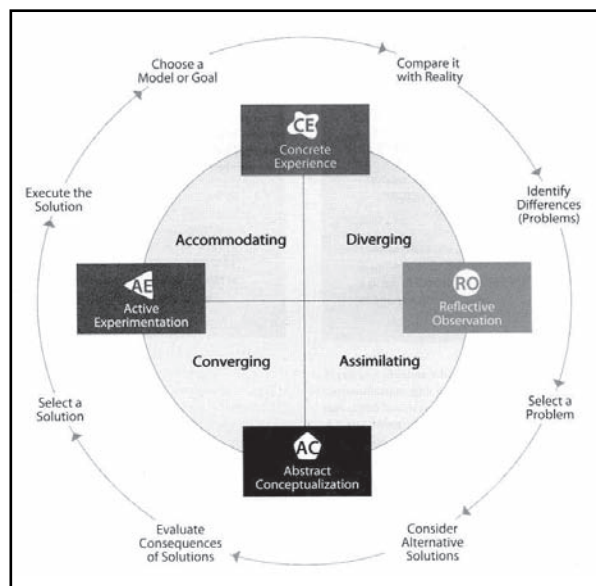 Choose a
Model or Goal
Compare it
with Reality
CE
Concrete
Experience
Execute the
Solution
Identify
Differences
(Problems)
Accommodating
Diverging
AE
Active
Experimentation
RO
Reflective
Observation
Converging
Assimilating
Select a
Solution
Select a
Problem
AC
Abstract
Conceptualization
Evaluate
Consequences
of Solutions
Consider
Alternative
Solutions